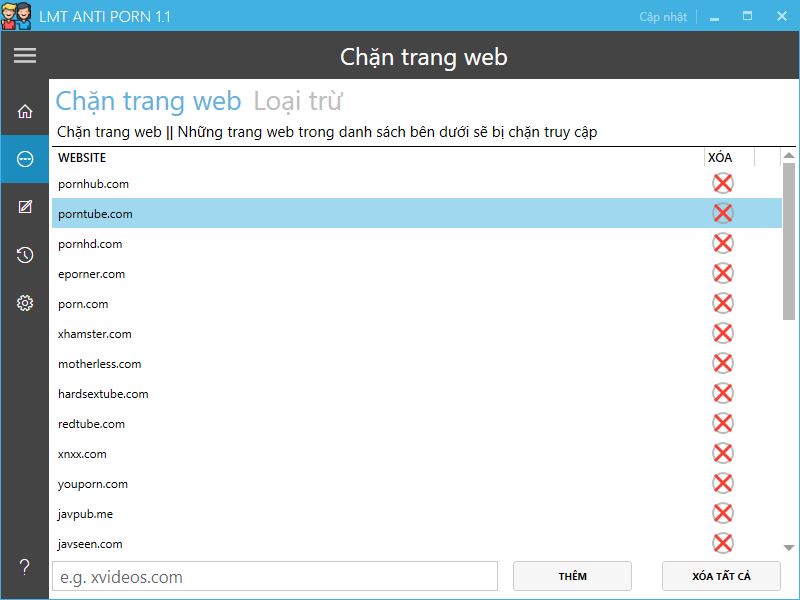 LMT ANTI PORN 1.1
Cập nhật
Chặn trang web
Chặn trang web Loại trừ
Chặn trang web || Những trang web trong danh sách bên dưới sẽ bị chặn truy cập
WEBSITE XÓA
pornhub.com
porntube.com
pornhd.com
eporner.com
porn.com
xhamster.com
motherless.com
hardsextube.com
redtube.com
xnxx.com
youporn.com
javpub.me
javseen.com
?
e.g. xvideos.com THÊM XÓA TẤT CẢ